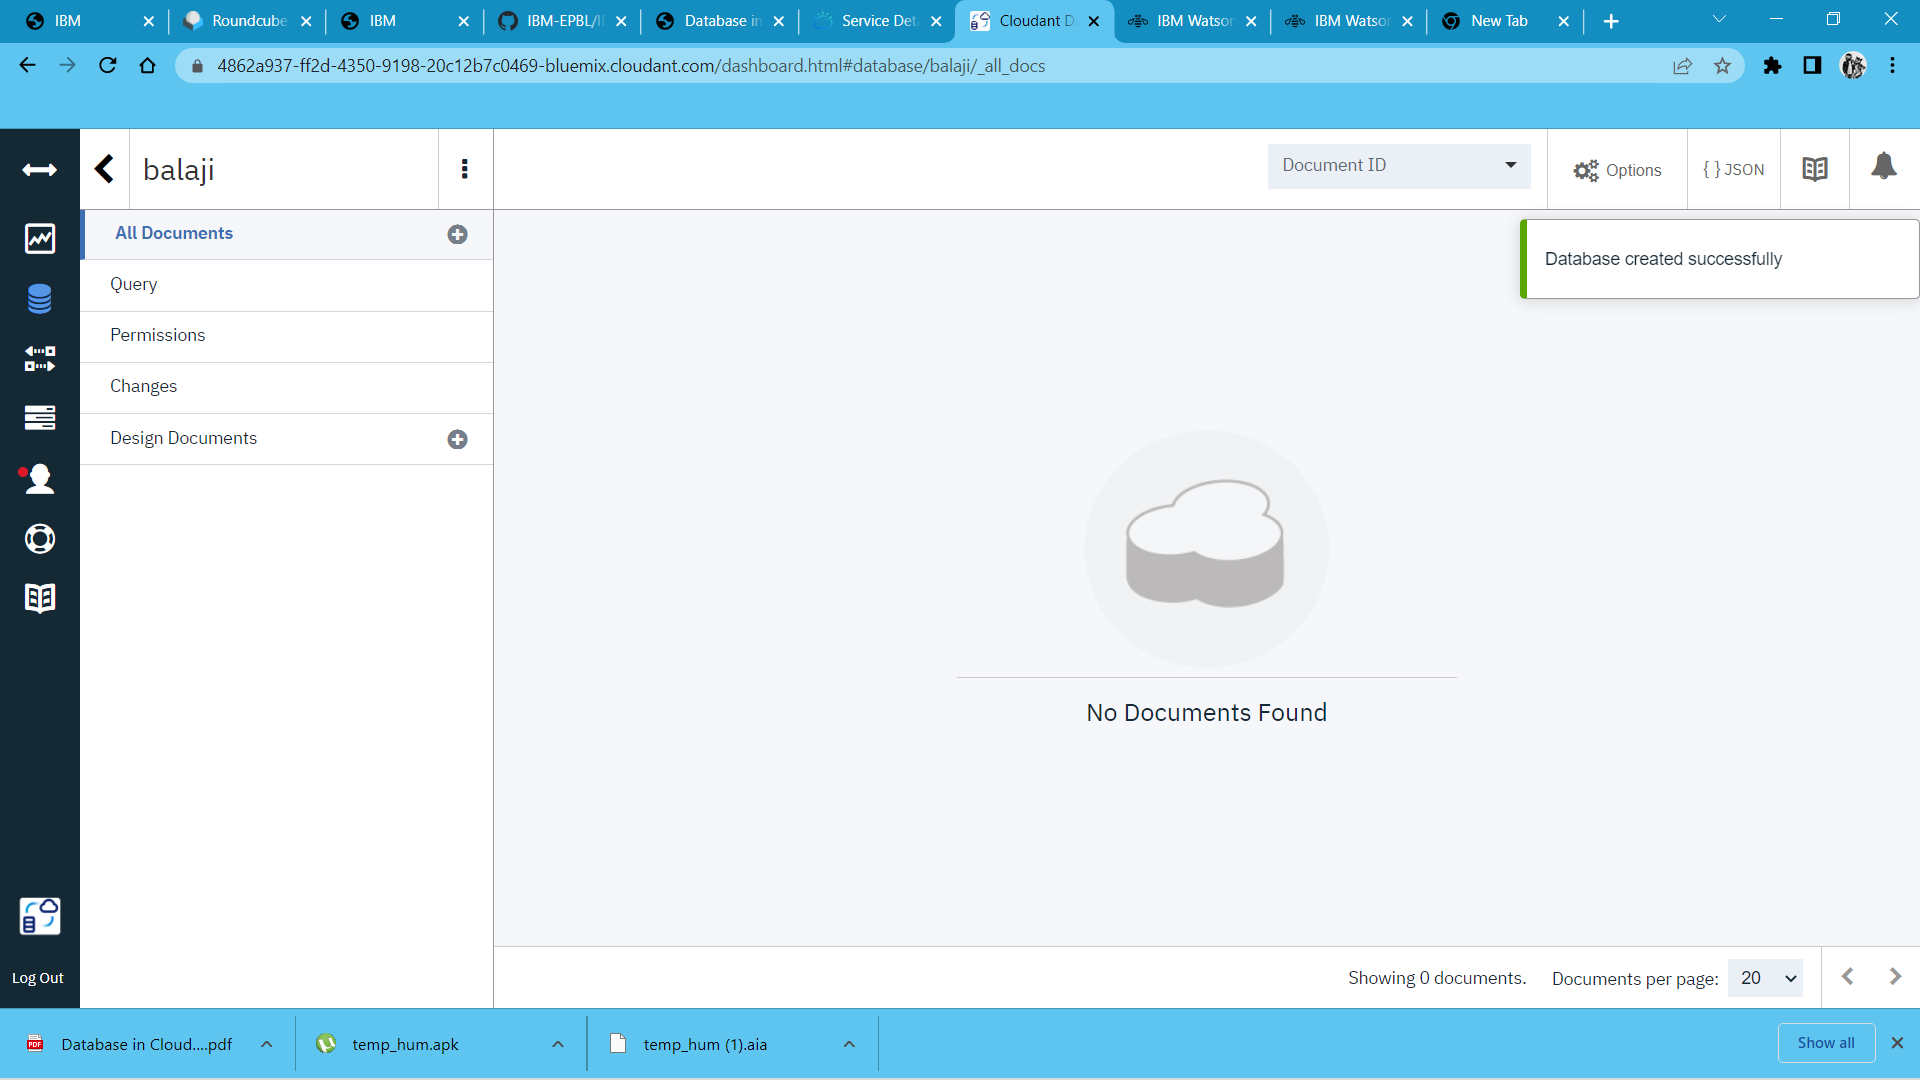 IBM
Roundcube
IBM
IBM-EPBL/I
Database in
Service Det
Cloudant D
IBM Watson
IBM Watson
New Tab
4862a937-ff2d-4350-9198-20c12b7c0469-bluemix.cloudant.com/dashboard.html#database/balaji/_all_docs
balaji
Document ID
Options
{ } JSON
All Documents
Query
Permissions
Changes
Design Documents
Database created successfully
No Documents Found
Log Out
Showing 0 documents.
Documents per page:
20
PDF
Database in Cloud....pdf
temp_hum.apk
temp_hum (1).aia
Show all